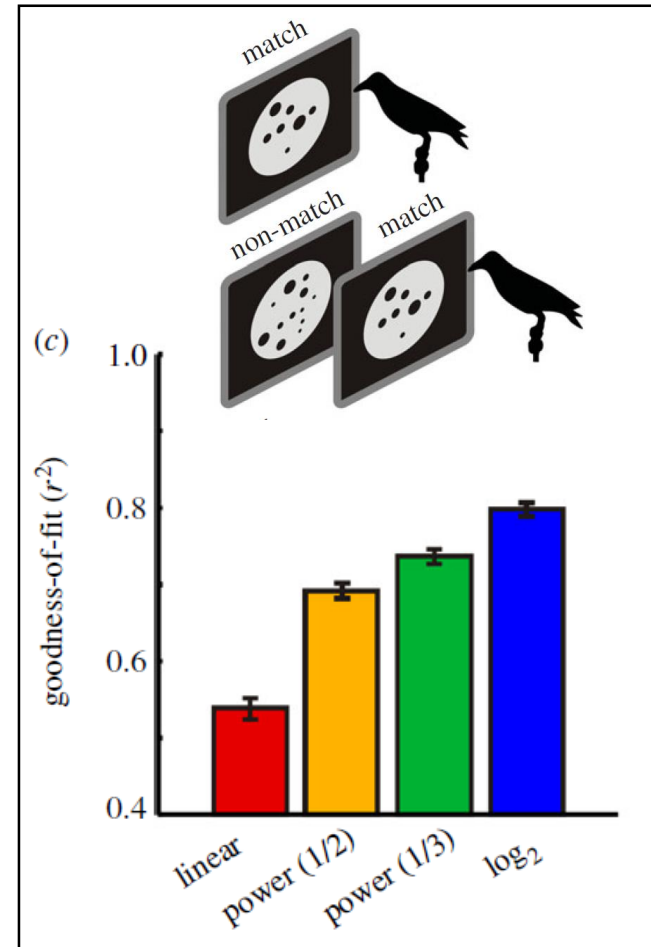 match
non-match
match
(c)
goodness-of-fit (r²)
1.0
0.8
0.6
0.4
linear
power (1/2)
power (1/3)
log₂